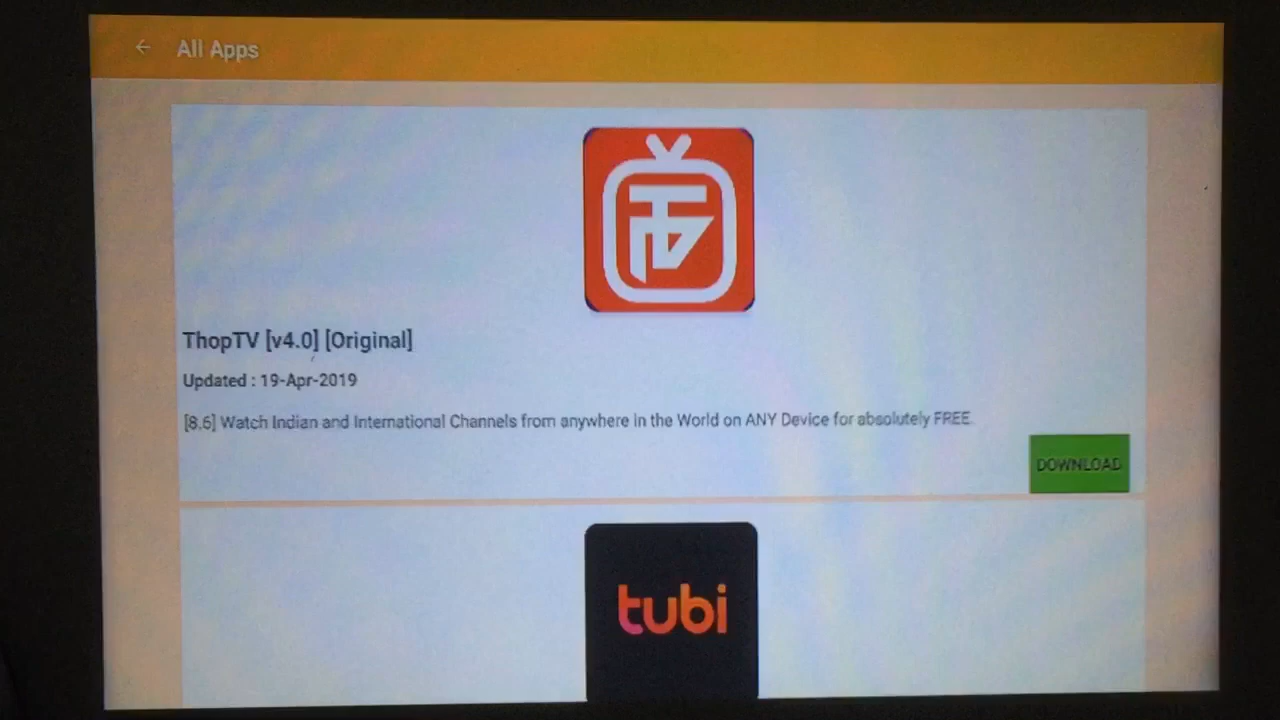 All Apps
ThopTV [v4.0] [Original]
Updated : 19-Apr-2019
[8.6] Watch Indian and International Channels from anywhere in the World on ANY Device for absolutely FREE.
DOWNLOAD
tubi